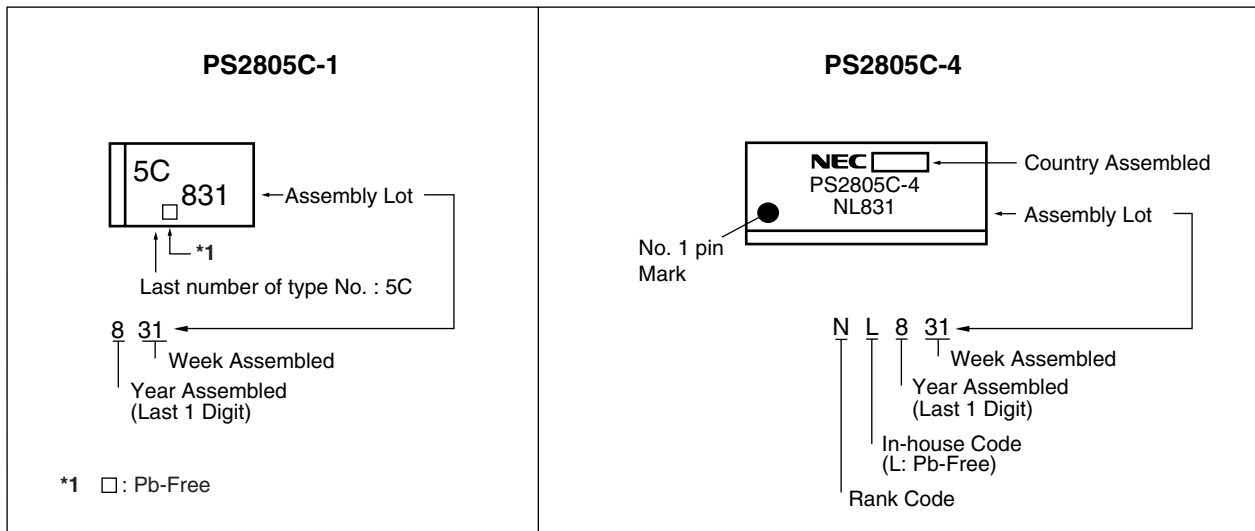 PS2805C-1
5C
831
Assembly Lot
*1
Last number of type No. : 5C
8 31
Week Assembled
Year Assembled
(Last 1 Digit)
*1 □ : Pb-Free
PS2805C-4
NEC
Country Assembled
PS2805C-4
NL831
Assembly Lot
No. 1 pin
Mark
N L 8 31
Week Assembled
Year Assembled
(Last 1 Digit)
In-house Code
(L: Pb-Free)
Rank Code